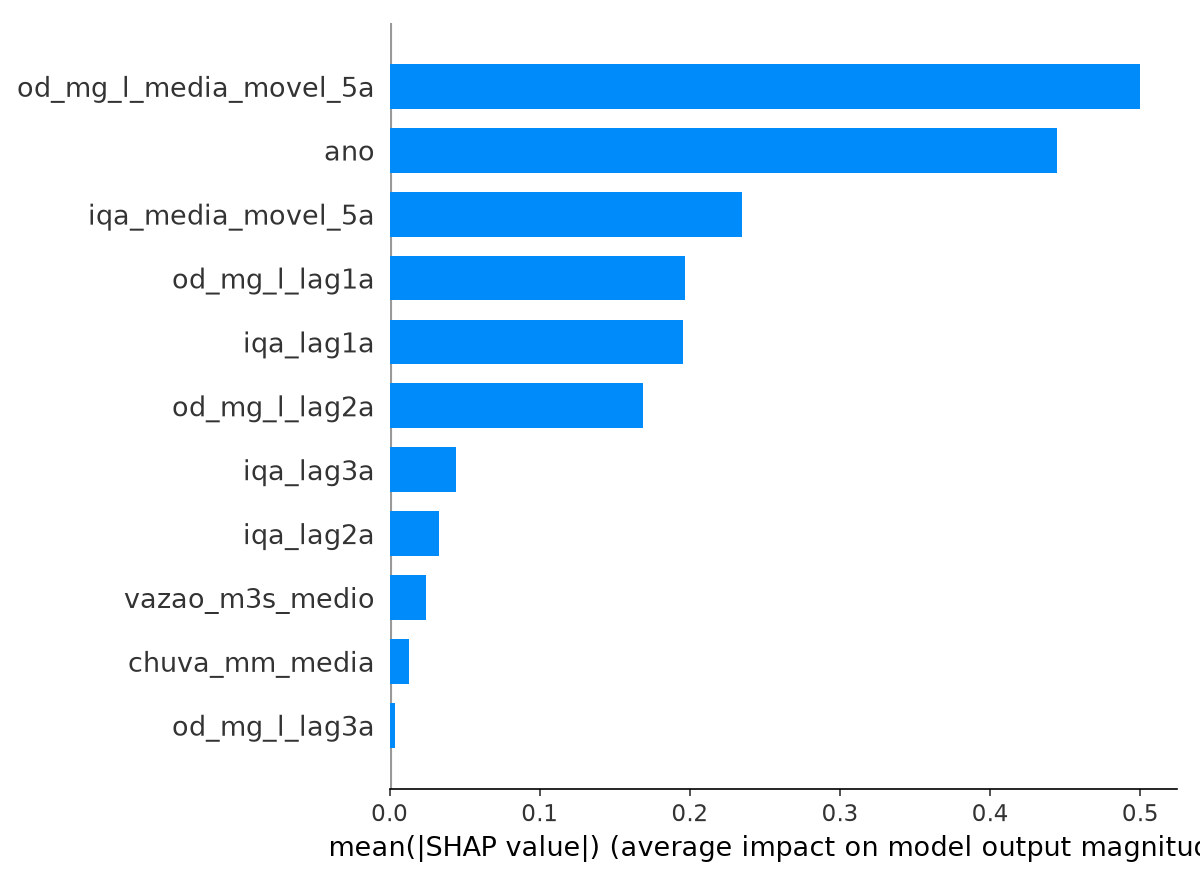 od_mg_l_media_movel_5a
ano
iqa_media_movel_5a
od_mg_l_lag1a
iqa_lag1a
od_mg_l_lag2a
iqa_lag3a
iqa_lag2a
vazao_m3s_medio
chuva_mm_media
od_mg_l_lag3a
0.0 0.1 0.2 0.3 0.4 0.5
mean(|SHAP value|) (average impact on model output